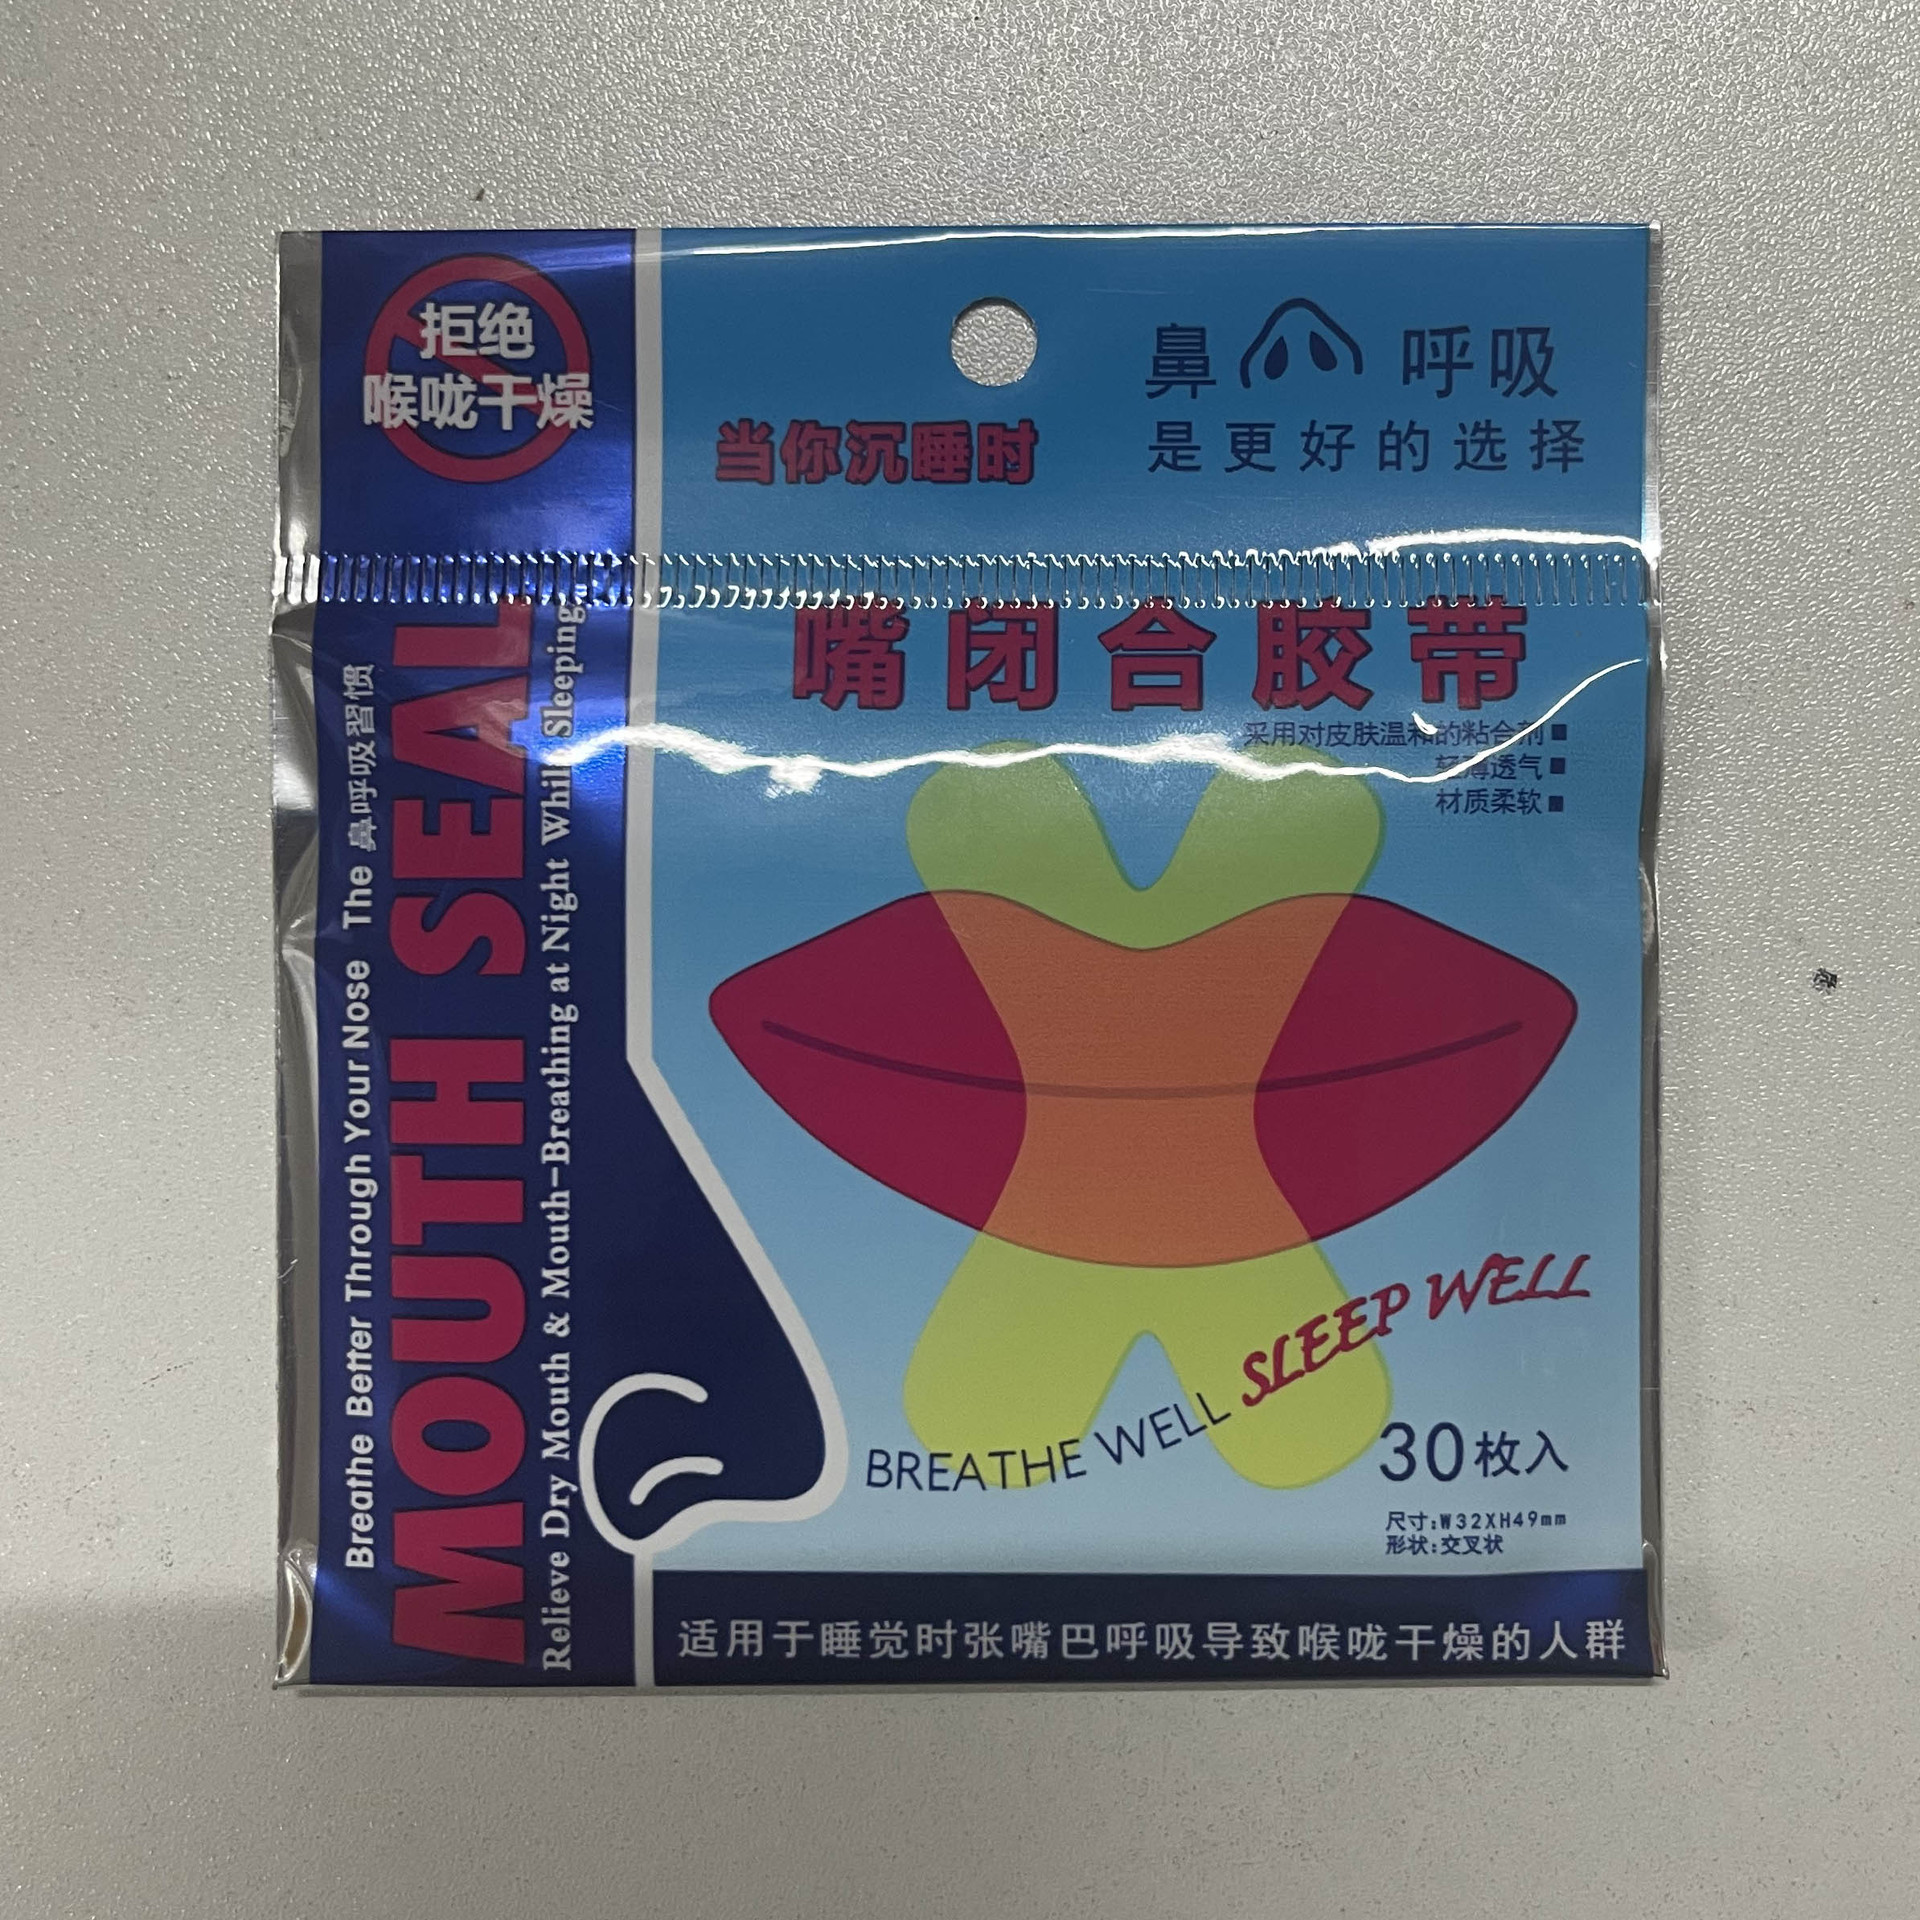 拒绝
喉咙干燥
鼻 呼吸
当你沉睡时
是更好的选择
嘴闭合胶带
采用对皮肤温和的粘合剂■
轻薄透气■
材质柔软■
Breathe Better Through Your Nose The 鼻呼吸習惯
MOUTH SEAL
Relieve Dry Mouth & Mouth-Breathing at Night While Sleeping
BREATHE WELL SLEEP WELL
30枚入
尺寸:W32XH49mm
形状:交叉状
适用于睡觉时张嘴巴呼吸导致喉咙干燥的人群